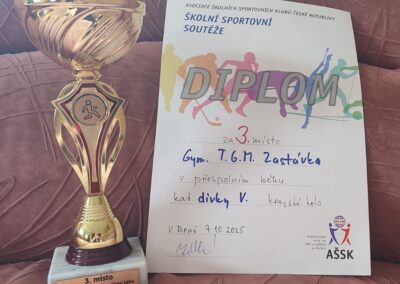 ASOCIACE ŠKOLNÍCH SPORTOVNÍCH KLUBŮ ČESKÉ REPUBLIKY
ŠKOLNÍ SPORTOVNÍ
SOUTĚŽE
DIPLOM
za 3. místo
Gym. T.G.M. Zastávka
v přespolním běhu
kat dívky V. krajské kolo
V Brně 7.10.2025
AŠSK
3. místo